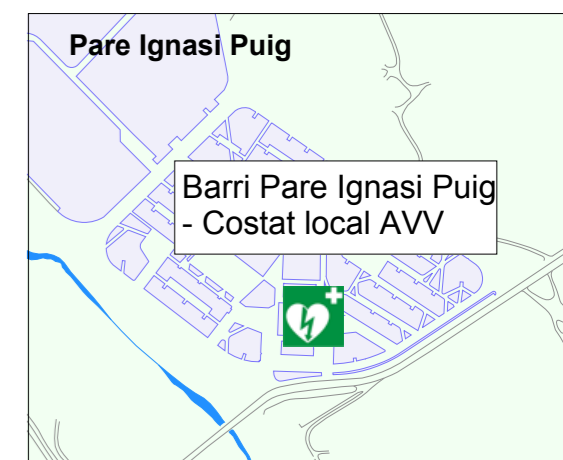 Pare Ignasi Puig
Barri Pare Ignasi Puig
- Costat local AVV